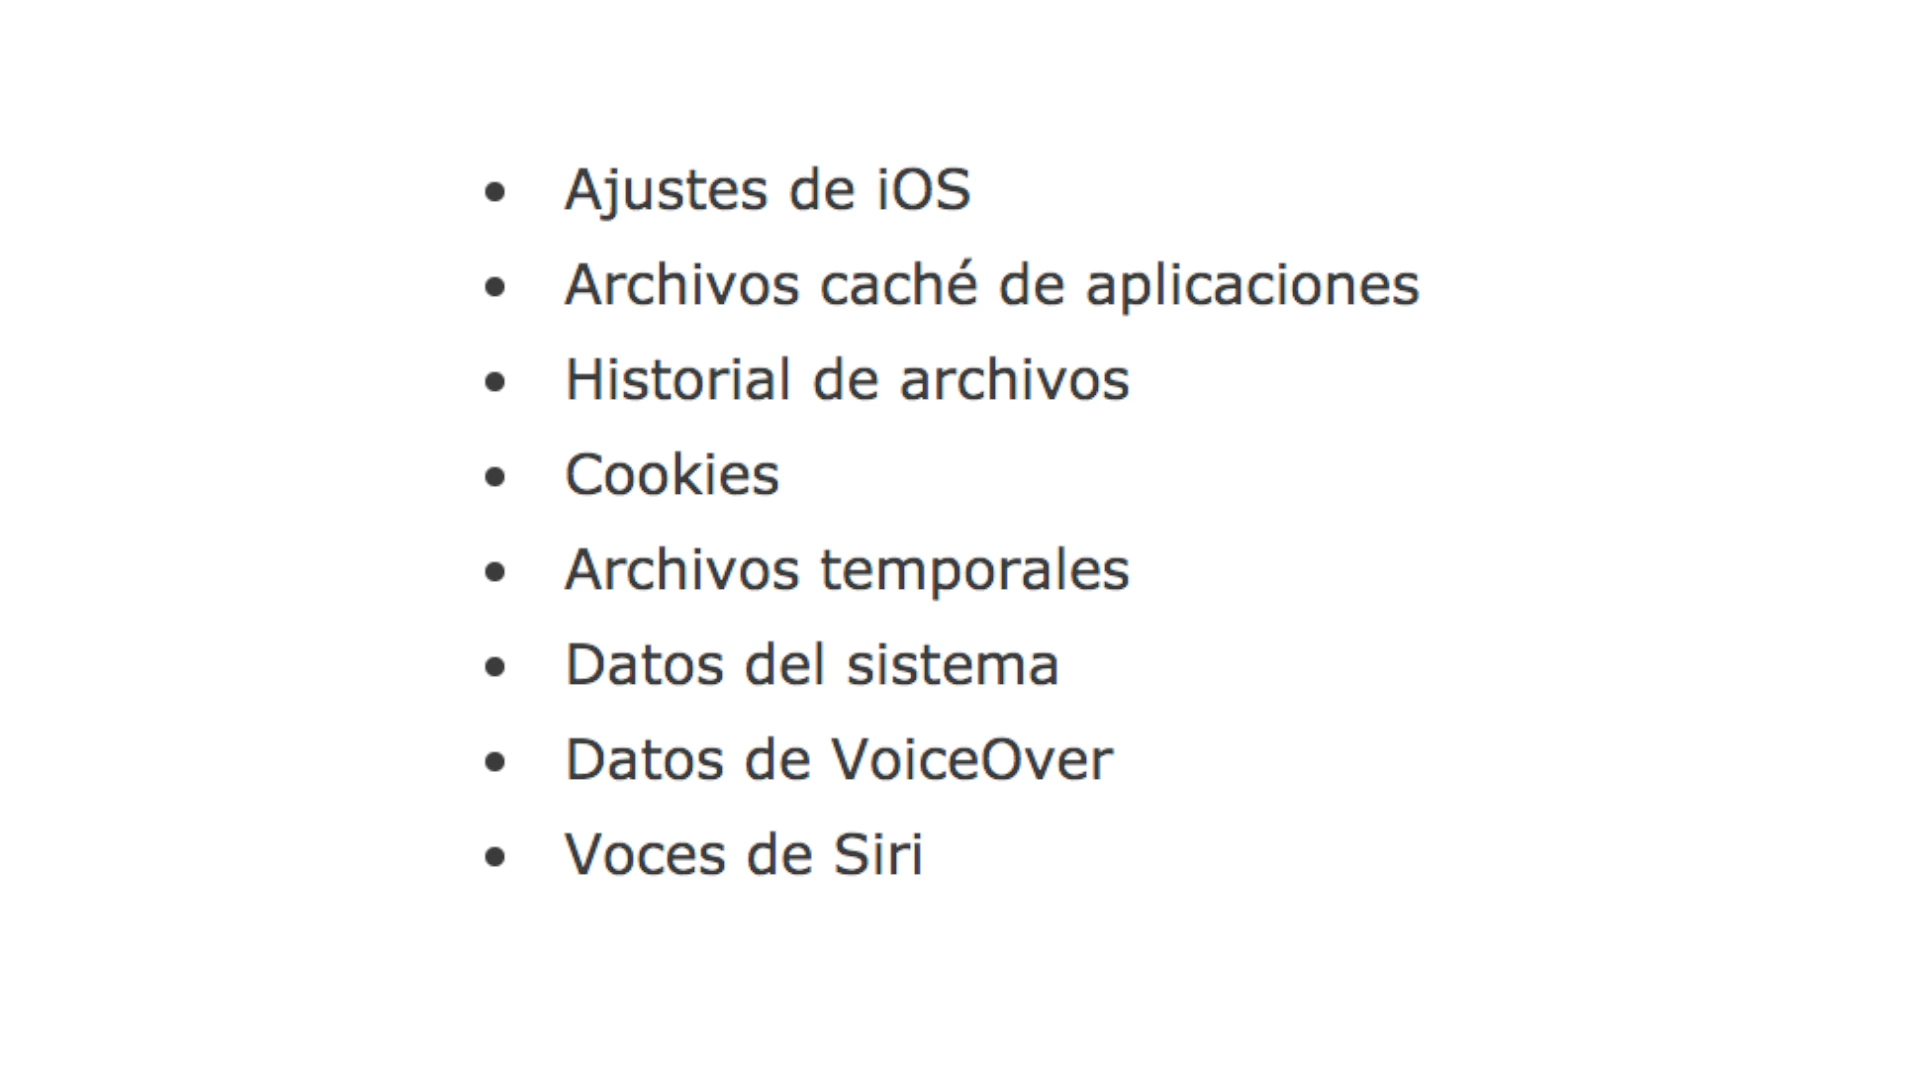 • Ajustes de iOS
• Archivos caché de aplicaciones
• Historial de archivos
• Cookies
• Archivos temporales
• Datos del sistema
• Datos de VoiceOver
• Voces de Siri